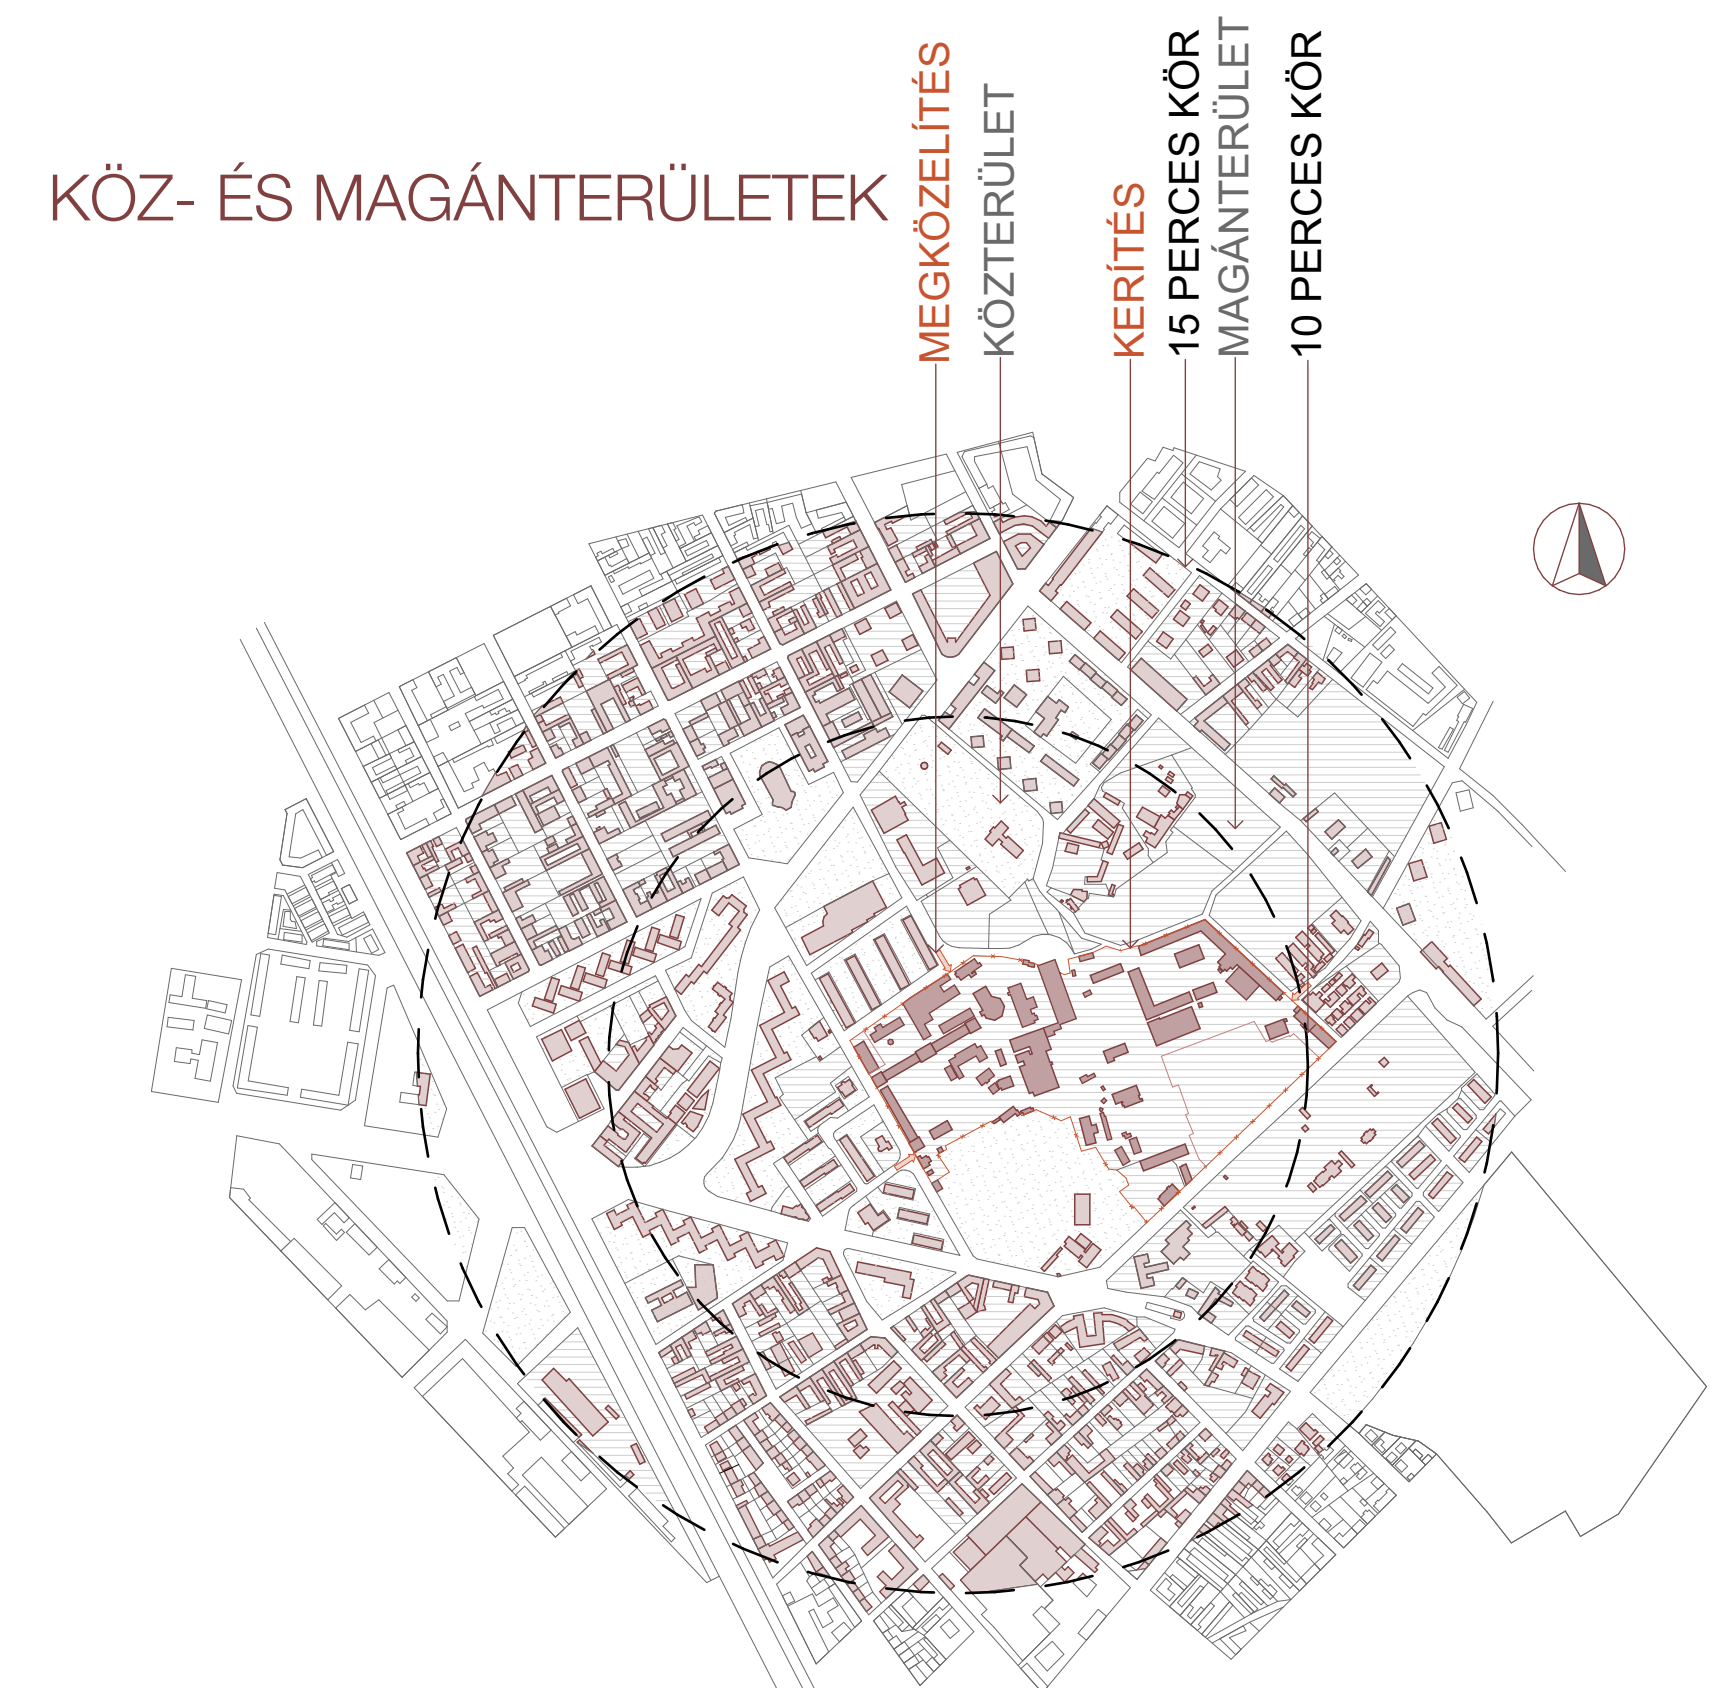 KÖZ- ÉS MAGÁNTERÜLETEK
MEGKÖZELÍTÉS
KÖZTERÜLET
KERÍTÉS
15 PERCES KÖR
MAGÁNTERÜLET
10 PERCES KÖR